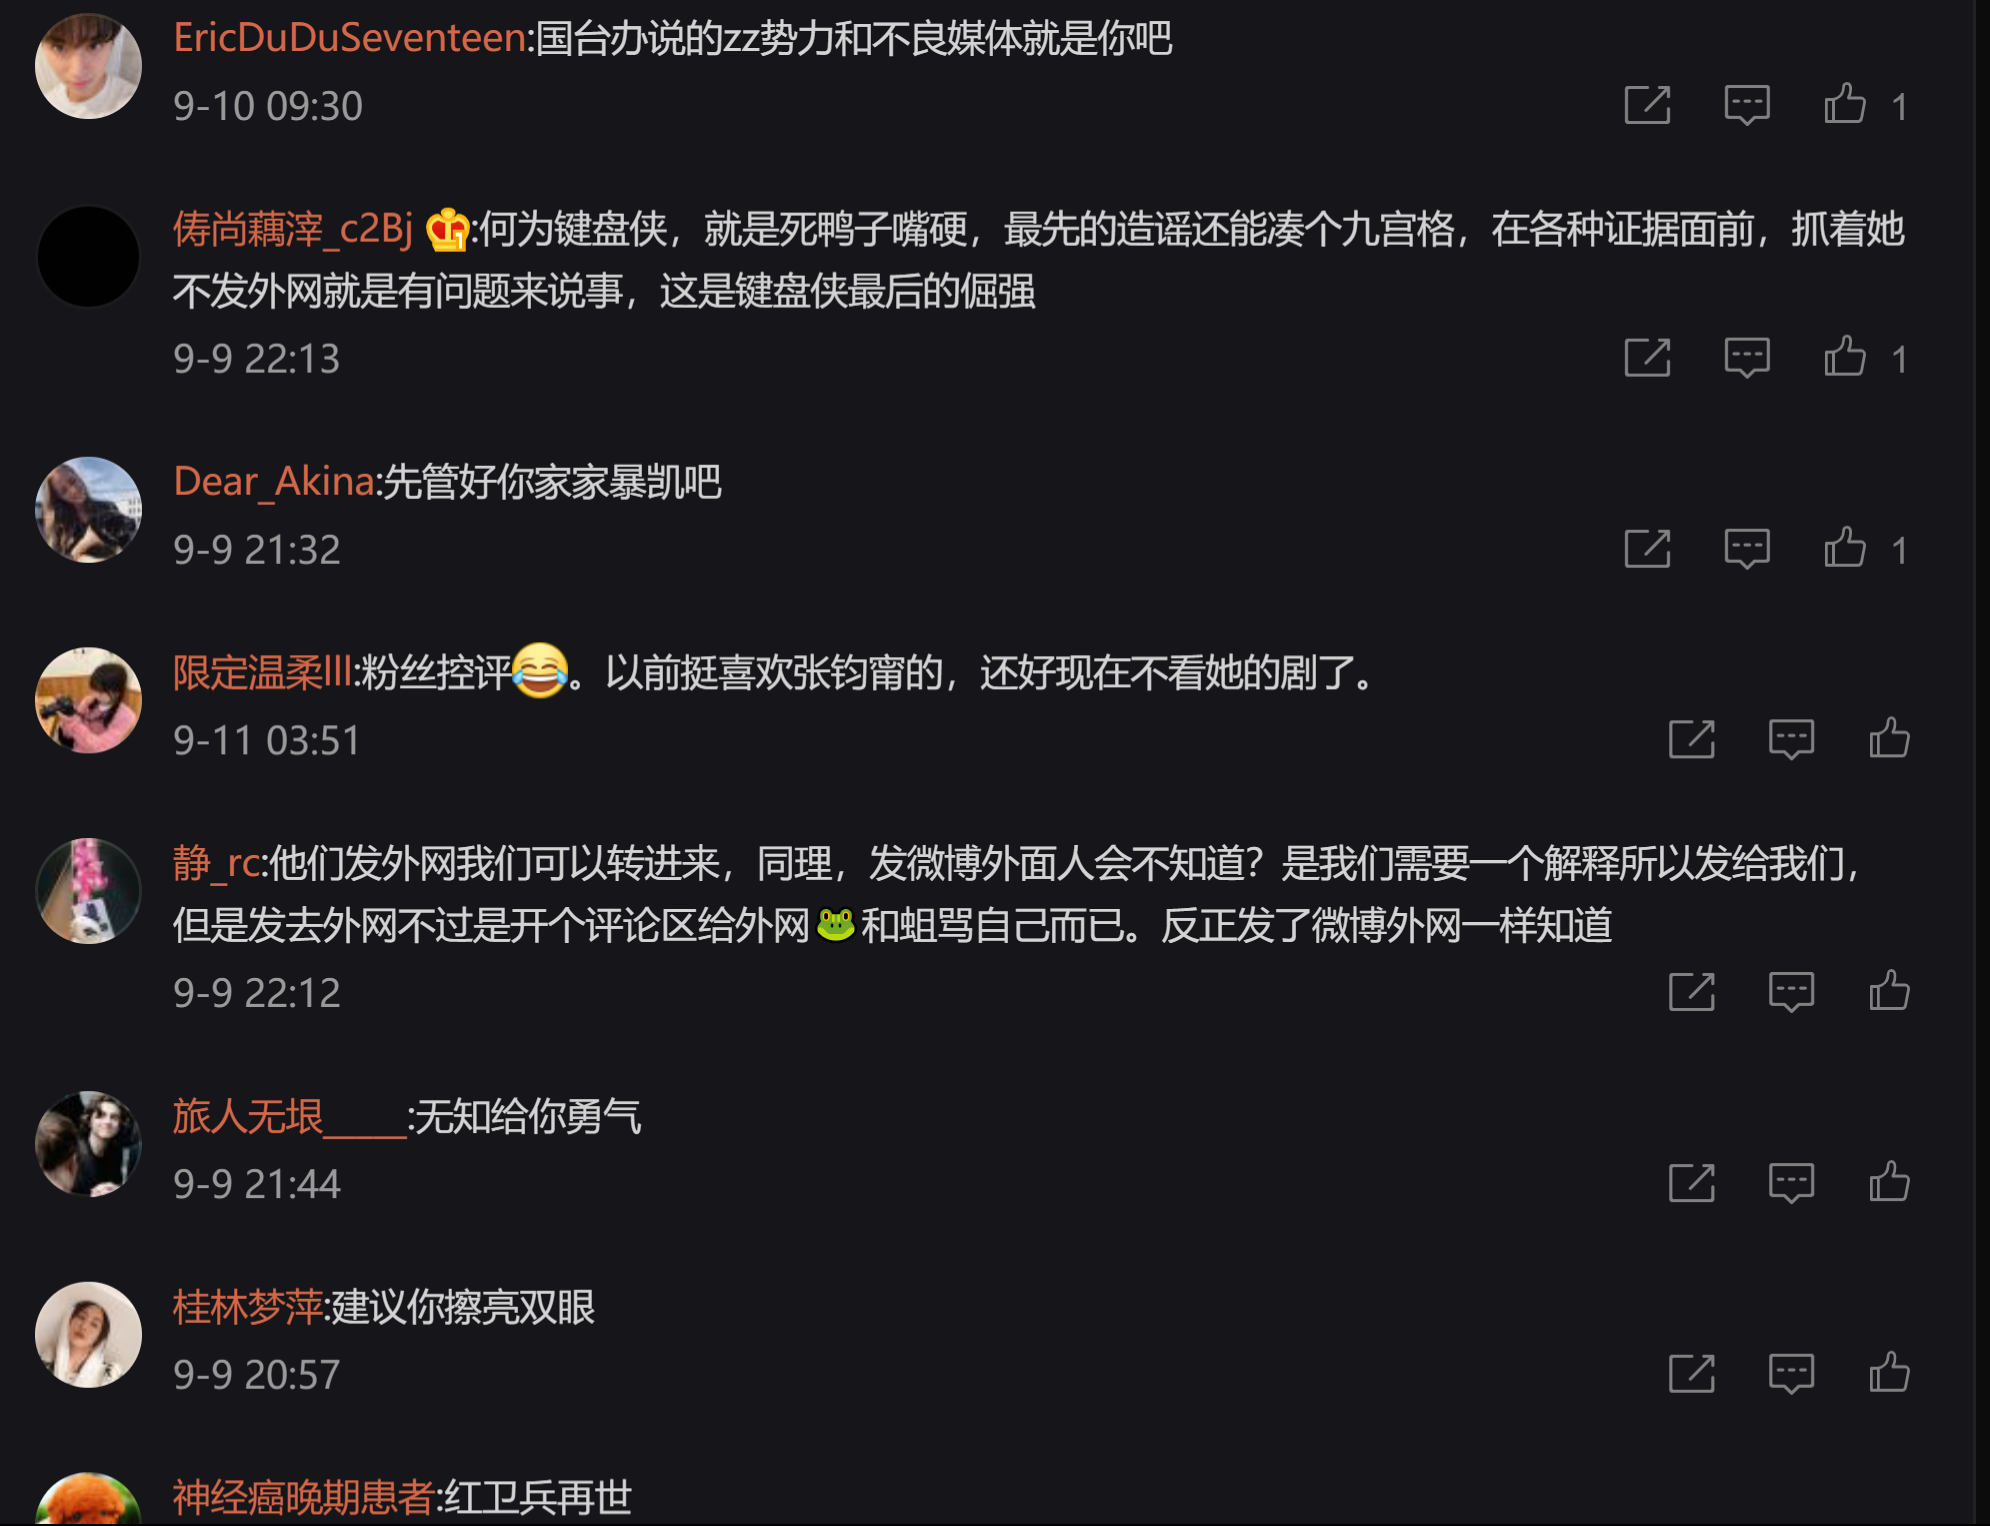 EricDuDuSeventeen:国台办说的zz势力和不良媒体就是你吧
9-10 09:30
1
俦尚藕滓_c2Bj:何为键盘侠，就是死鸭子嘴硬，最先的造谣还能凑个九宫格，在各种证据面前，抓着她
不发外网就是有问题来说事，这是键盘侠最后的倔强
9-9 22:13
1
Dear_Akina:先管好你家家暴凯吧
9-9 21:32
1
限定温柔lll:粉丝控评😂。以前挺喜欢张钧甯的，还好现在不看她的剧了。
9-11 03:51
静_rc:他们发外网我们可以转进来，同理，发微博外面人会不知道？是我们需要一个解释所以发给我们，
但是发去外网不过是开个评论区给外网🐸和蛆骂自己而已。反正发了微博外网一样知道
9-9 22:12
旅人无垠_____:无知给你勇气
9-9 21:44
桂林梦萍:建议你擦亮双眼
9-9 20:57
神经癌晚期患者:红卫兵再世